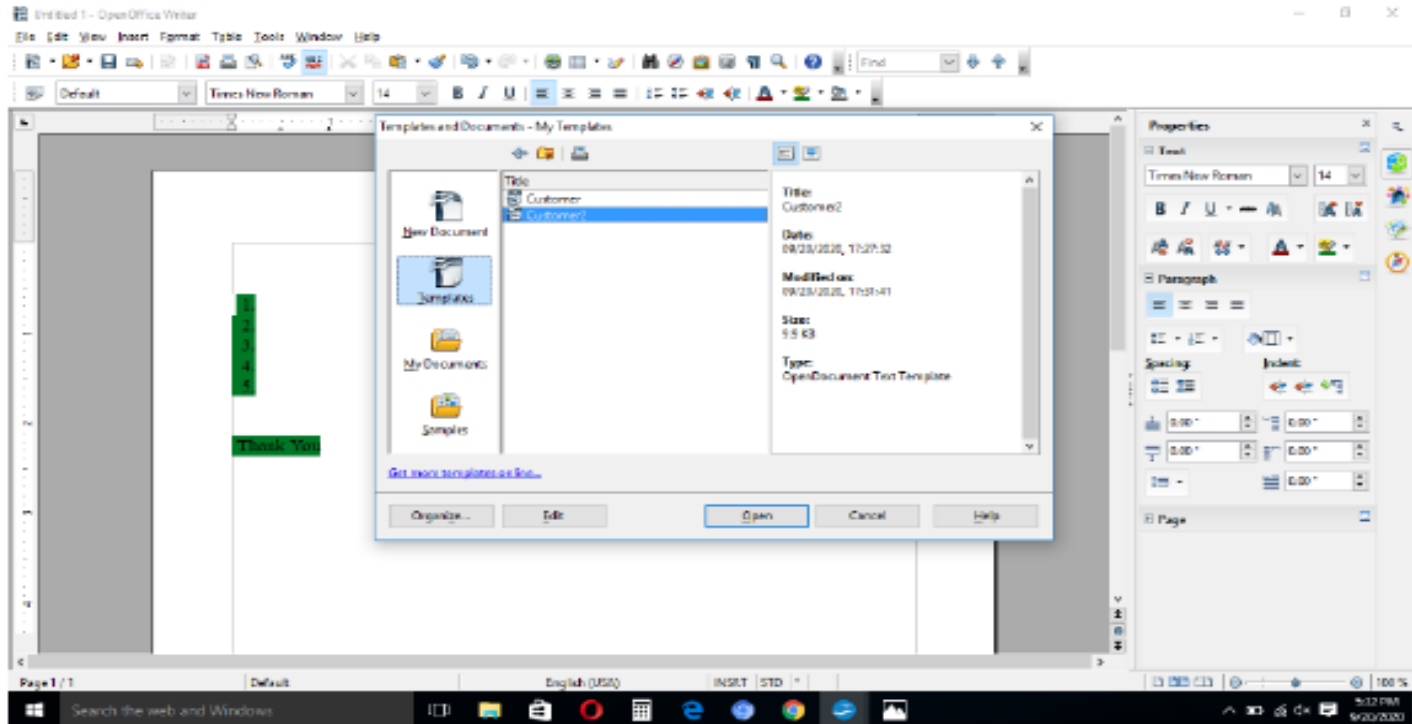 Untitled 1 - OpenOffice Writer
File Edit View Insert Format Table Tools Window Help
Find
Default Times New Roman 14 B I U
Templates and Documents - My Templates
Title
Customer
Customer2
New Document
Templates
My Documents
Samples
Title:
Customer2
Date:
09/20/2020, 17:27:32
Modified on:
09/20/2020, 17:31:41
Size:
9.9 KB
Type:
OpenDocument Text Template
Get more templates online...
Organize...
Edit
Open
Cancel
Help
1.
2.
3.
4.
5.
Thank You
Properties
Text
Times New Roman 14
B I U
Paragraph
Spacing: Indent:
0.00 " 0.00 "
0.00 " 0.00 "
0.00 "
Page
Page 1 / 1 Default English (USA) INSRT STD * 100 %
Search the web and Windows
5:32 PM
9/20/2020